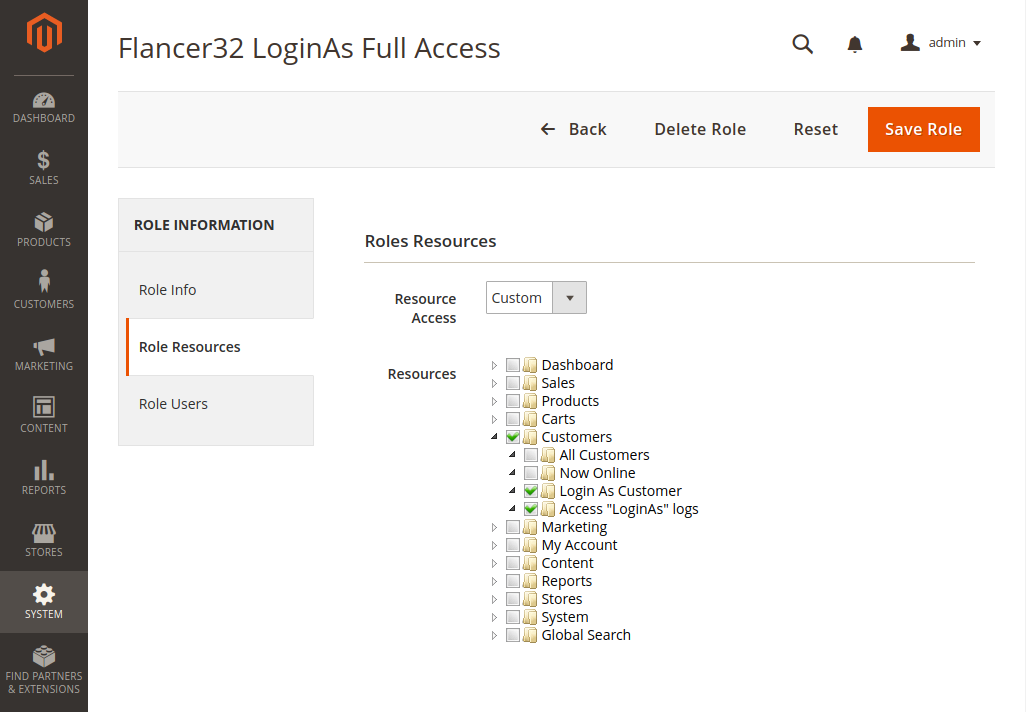 Flancer32 LoginAs Full Access
admin
Back
Delete Role
Reset
Save Role
DASHBOARD
SALES
PRODUCTS
CUSTOMERS
MARKETING
CONTENT
REPORTS
STORES
SYSTEM
FIND PARTNERS
& EXTENSIONS
ROLE INFORMATION
Role Info
Role Resources
Role Users
Roles Resources
Resource
Access
Custom
Resources
Dashboard
Sales
Products
Carts
Customers
All Customers
Now Online
Login As Customer
Access "LoginAs" logs
Marketing
My Account
Content
Reports
Stores
System
Global Search